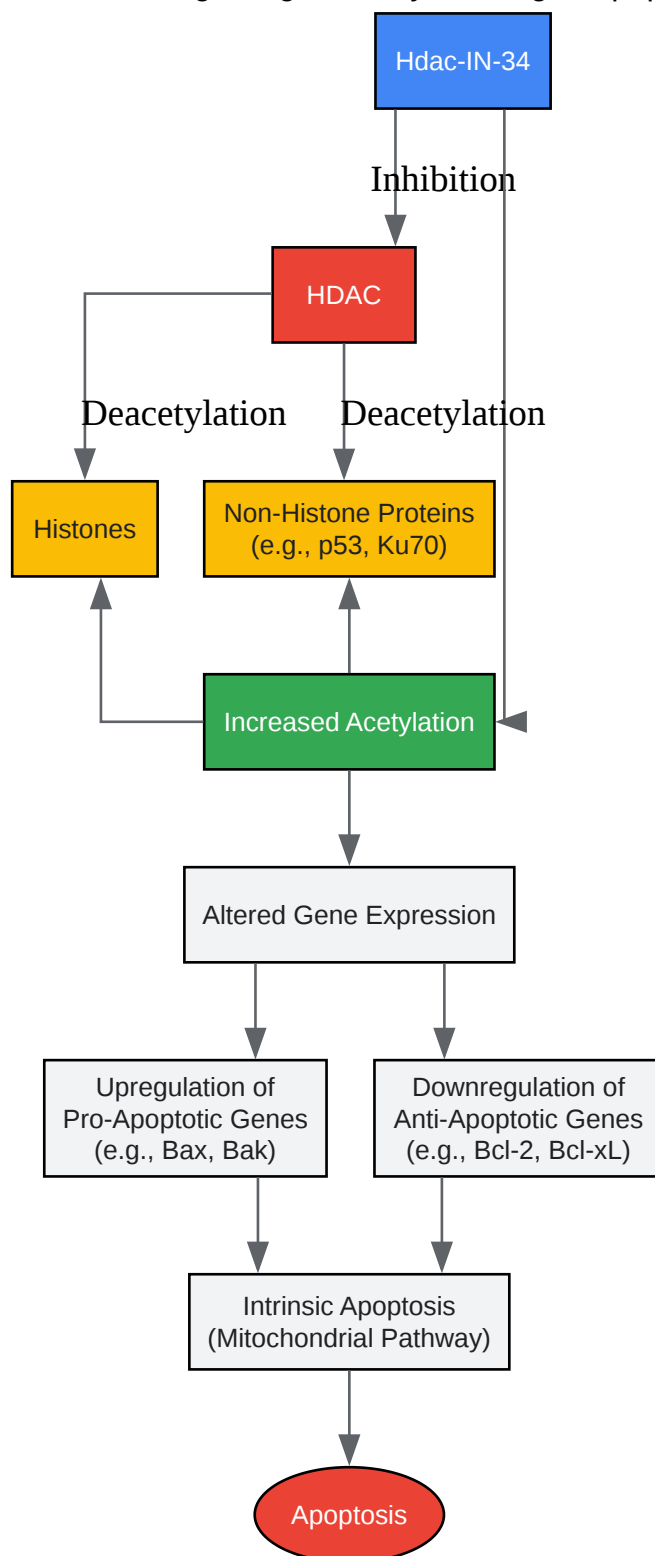 Hdac-IN-34
Inhibition
HDAC
Deacetylation
Deacetylation
Histones
Non-Histone Proteins
(e.g., p53, Ku70)
Increased Acetylation
Altered Gene Expression
Upregulation of
Pro-Apoptotic Genes
(e.g., Bax, Bak)
Downregulation of
Anti-Apoptotic Genes
(e.g., Bcl-2, Bcl-xL)
Intrinsic Apoptosis
(Mitochondrial Pathway)
Apoptosis